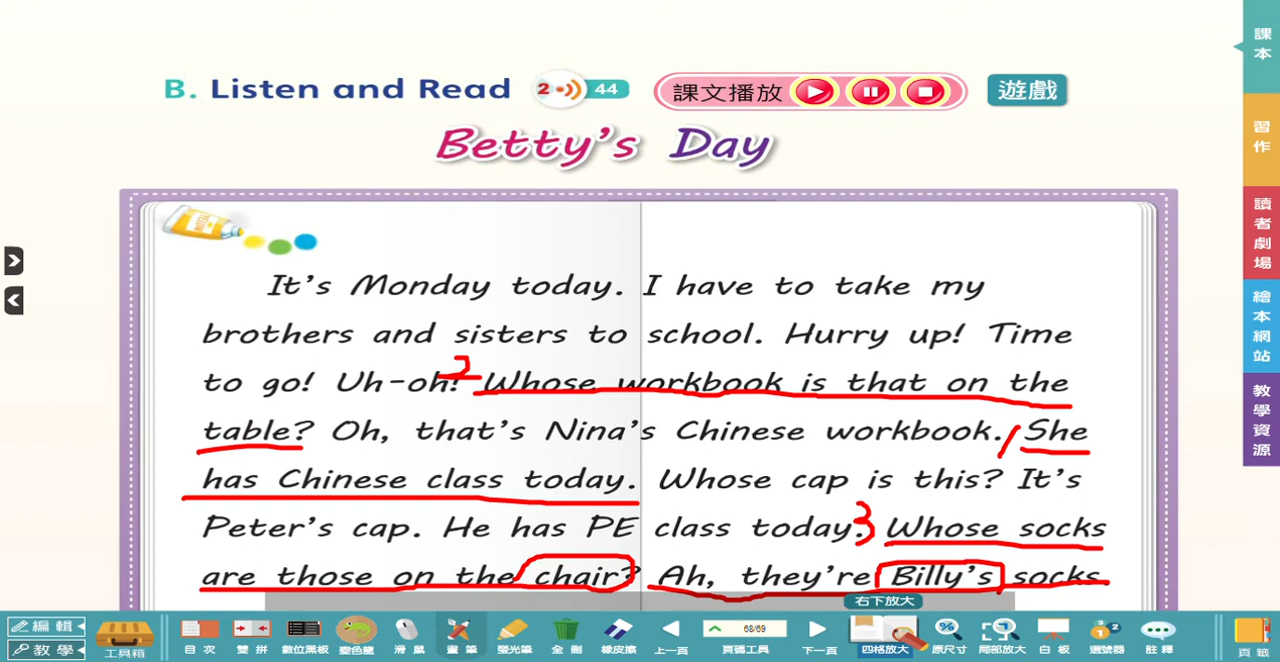 課本
B. Listen and Read 2 44 課文播放 遊戲
Betty's Day
習作
讀者劇場
It's Monday today. I have to take my
brothers and sisters to school. Hurry up! Time
繪本網站
2
to go! Uh-oh! Whose workbook is that on the
table? Oh, that's Nina's Chinese workbook. / She
教學資源
has Chinese class today. Whose cap is this? It's
Peter's cap. He has PE class today. 3 Whose socks
are those on the chair? Ah, they're Billy's socks
右下放大
編輯 68/69
教學 工具箱 目次 雙拼 數位黑板 變色龍 滑鼠 畫筆 螢光筆 全刪 橡皮擦 上一頁 頁碼工具 下一頁 四格放大 原尺寸 局部放大 白板 選號器 註釋 頁籤